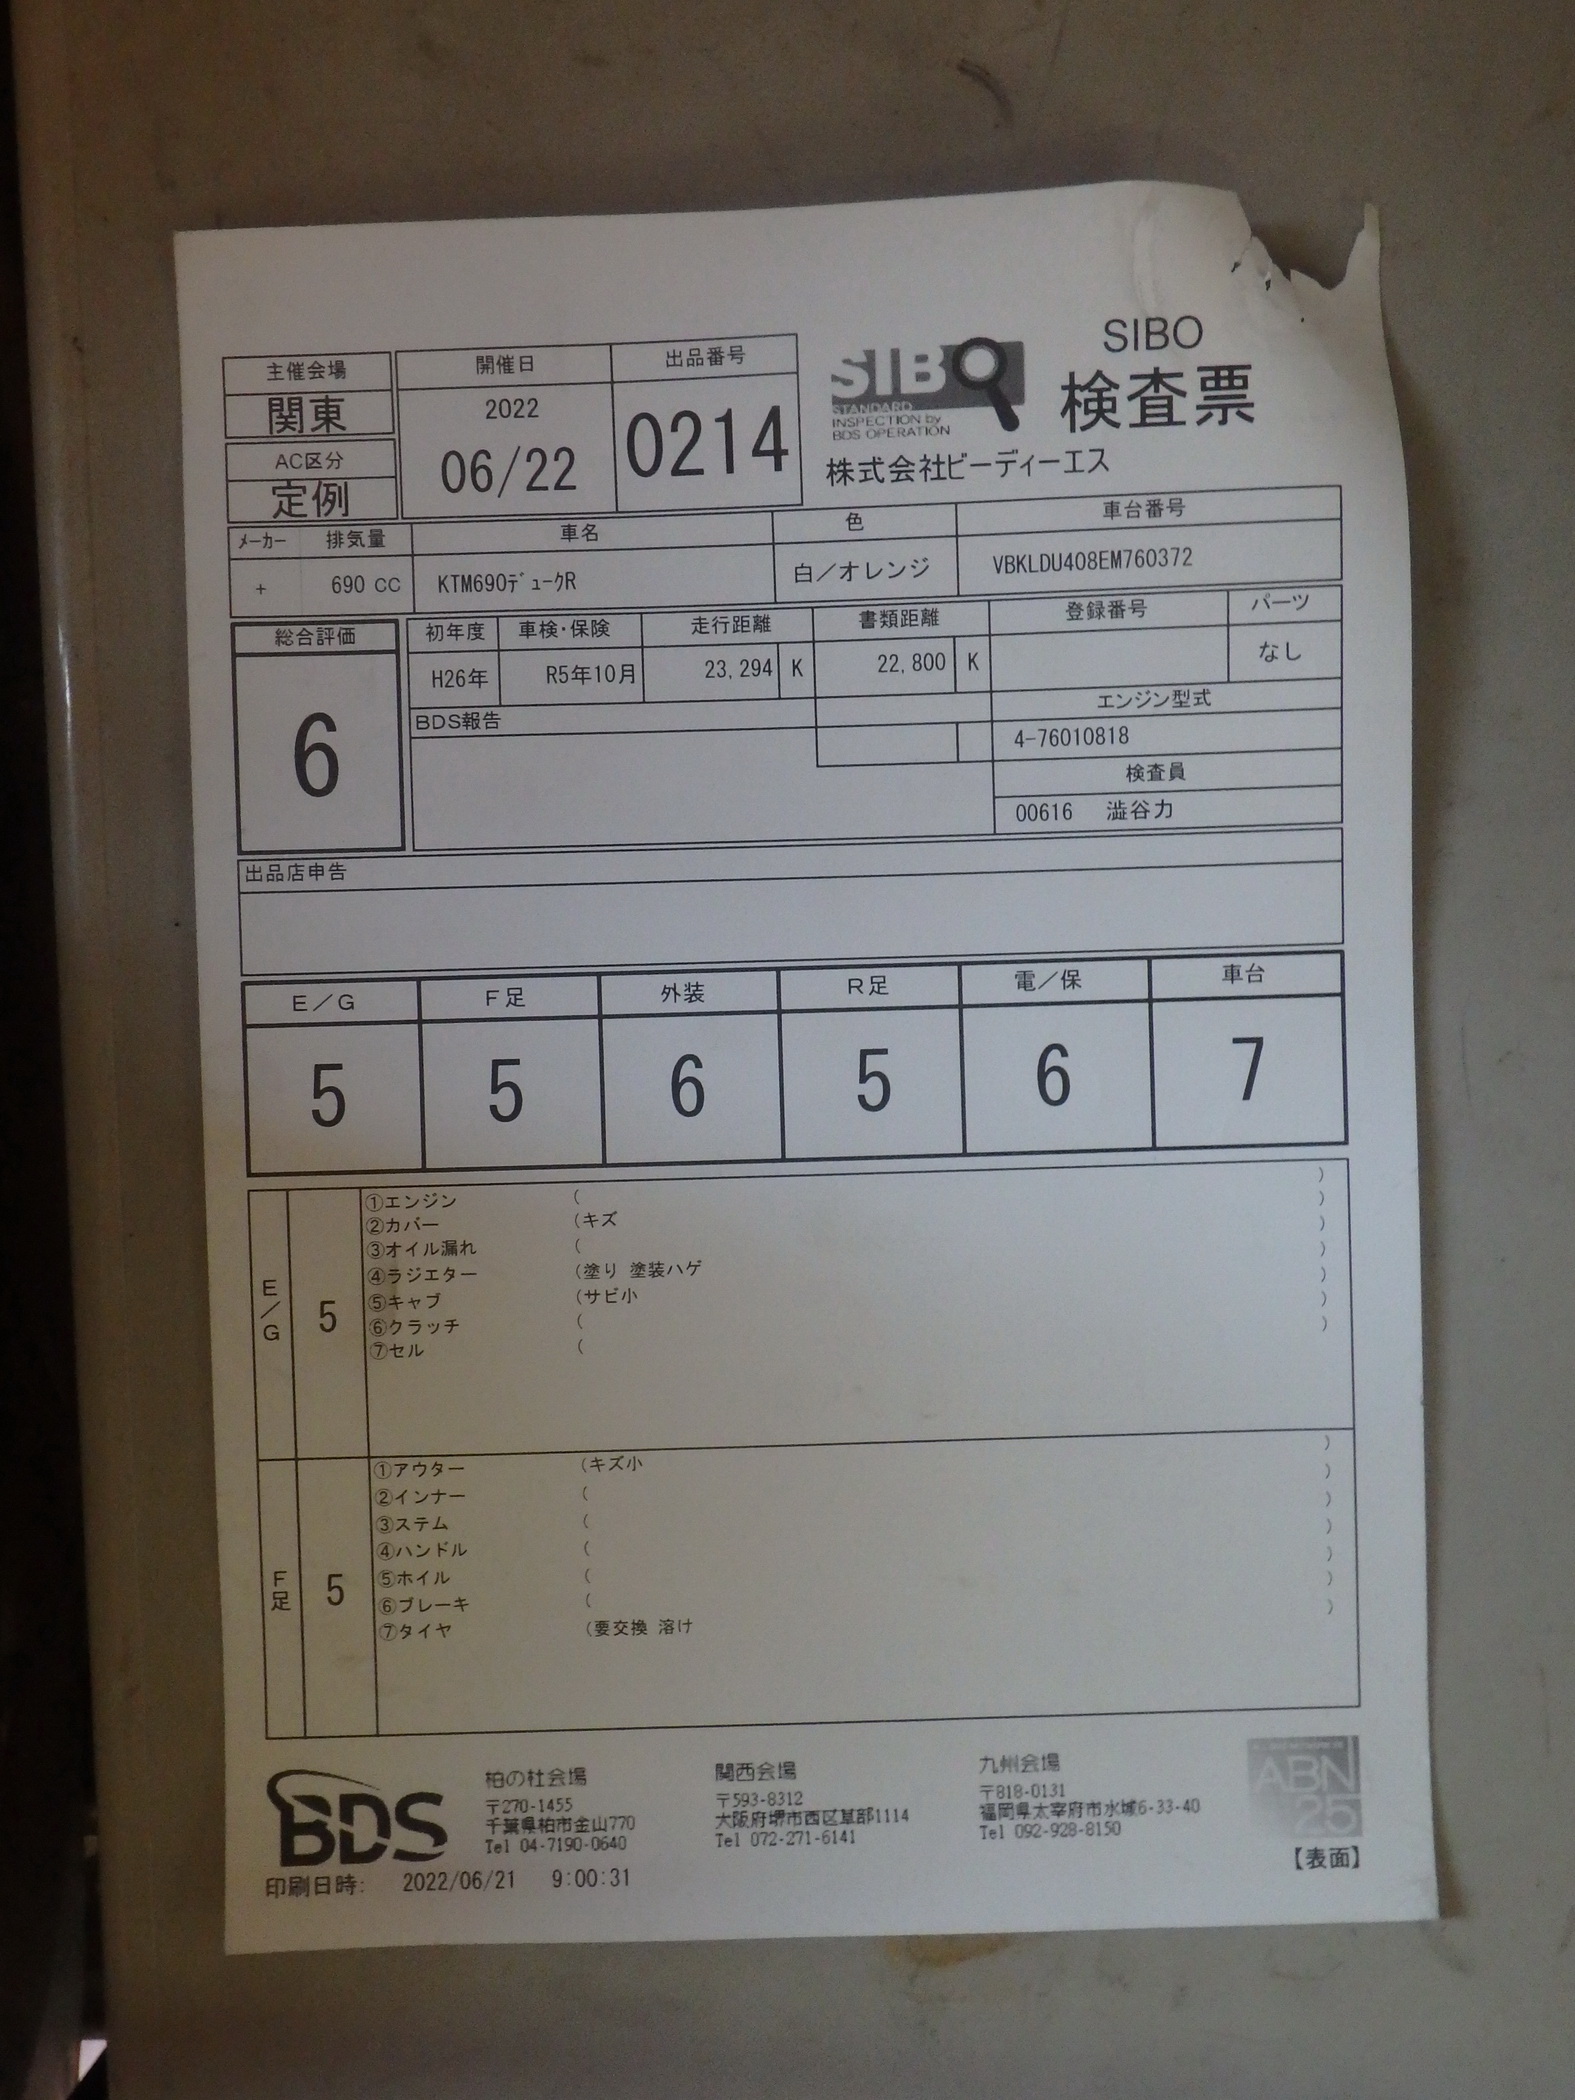 主催会場 開催日 出品番号
関東 2022 06/22 0214
AC区分
定例
SIBO
STANDARD
INSPECTION by
BDS OPERATION
SIBO
検査票
株式会社ビーディーエス
ﾒｰｶｰ 排気量 車名 色 車台番号
+ 690 CC KTM690ﾃﾞｭｰｸR 白／オレンジ VBKLDU408EM760372
総合評価 初年度 車検・保険 走行距離 書類距離 登録番号 パーツ
6 H26年 R5年10月 23,294 K 22,800 K なし
BDS報告 エンジン型式
4-76010818
検査員
00616 澁谷力
出品店申告
E／G F足 外装 R足 電／保 車台
5 5 6 5 6 7
E／G 5
①エンジン ( )
②カバー (キズ )
③オイル漏れ ( )
④ラジエター (塗り 塗装ハゲ )
⑤キャブ (サビ小 )
⑥クラッチ ( )
⑦セル ( )
F足 5
①アウター (キズ小 )
②インナー ( )
③ステム ( )
④ハンドル ( )
⑤ホイル ( )
⑥ブレーキ ( )
⑦タイヤ (要交換 溶け )
BDS
柏の杜会場
〒270-1455
千葉県柏市金山770
Tel 04-7190-0640
関西会場
〒593-8312
大阪府堺市西区草部1114
Tel 072-271-6141
九州会場
〒818-0131
福岡県太宰府市水城6-33-40
Tel 092-928-8150
ABN
25
【表面】
印刷日時: 2022/06/21 9:00:31